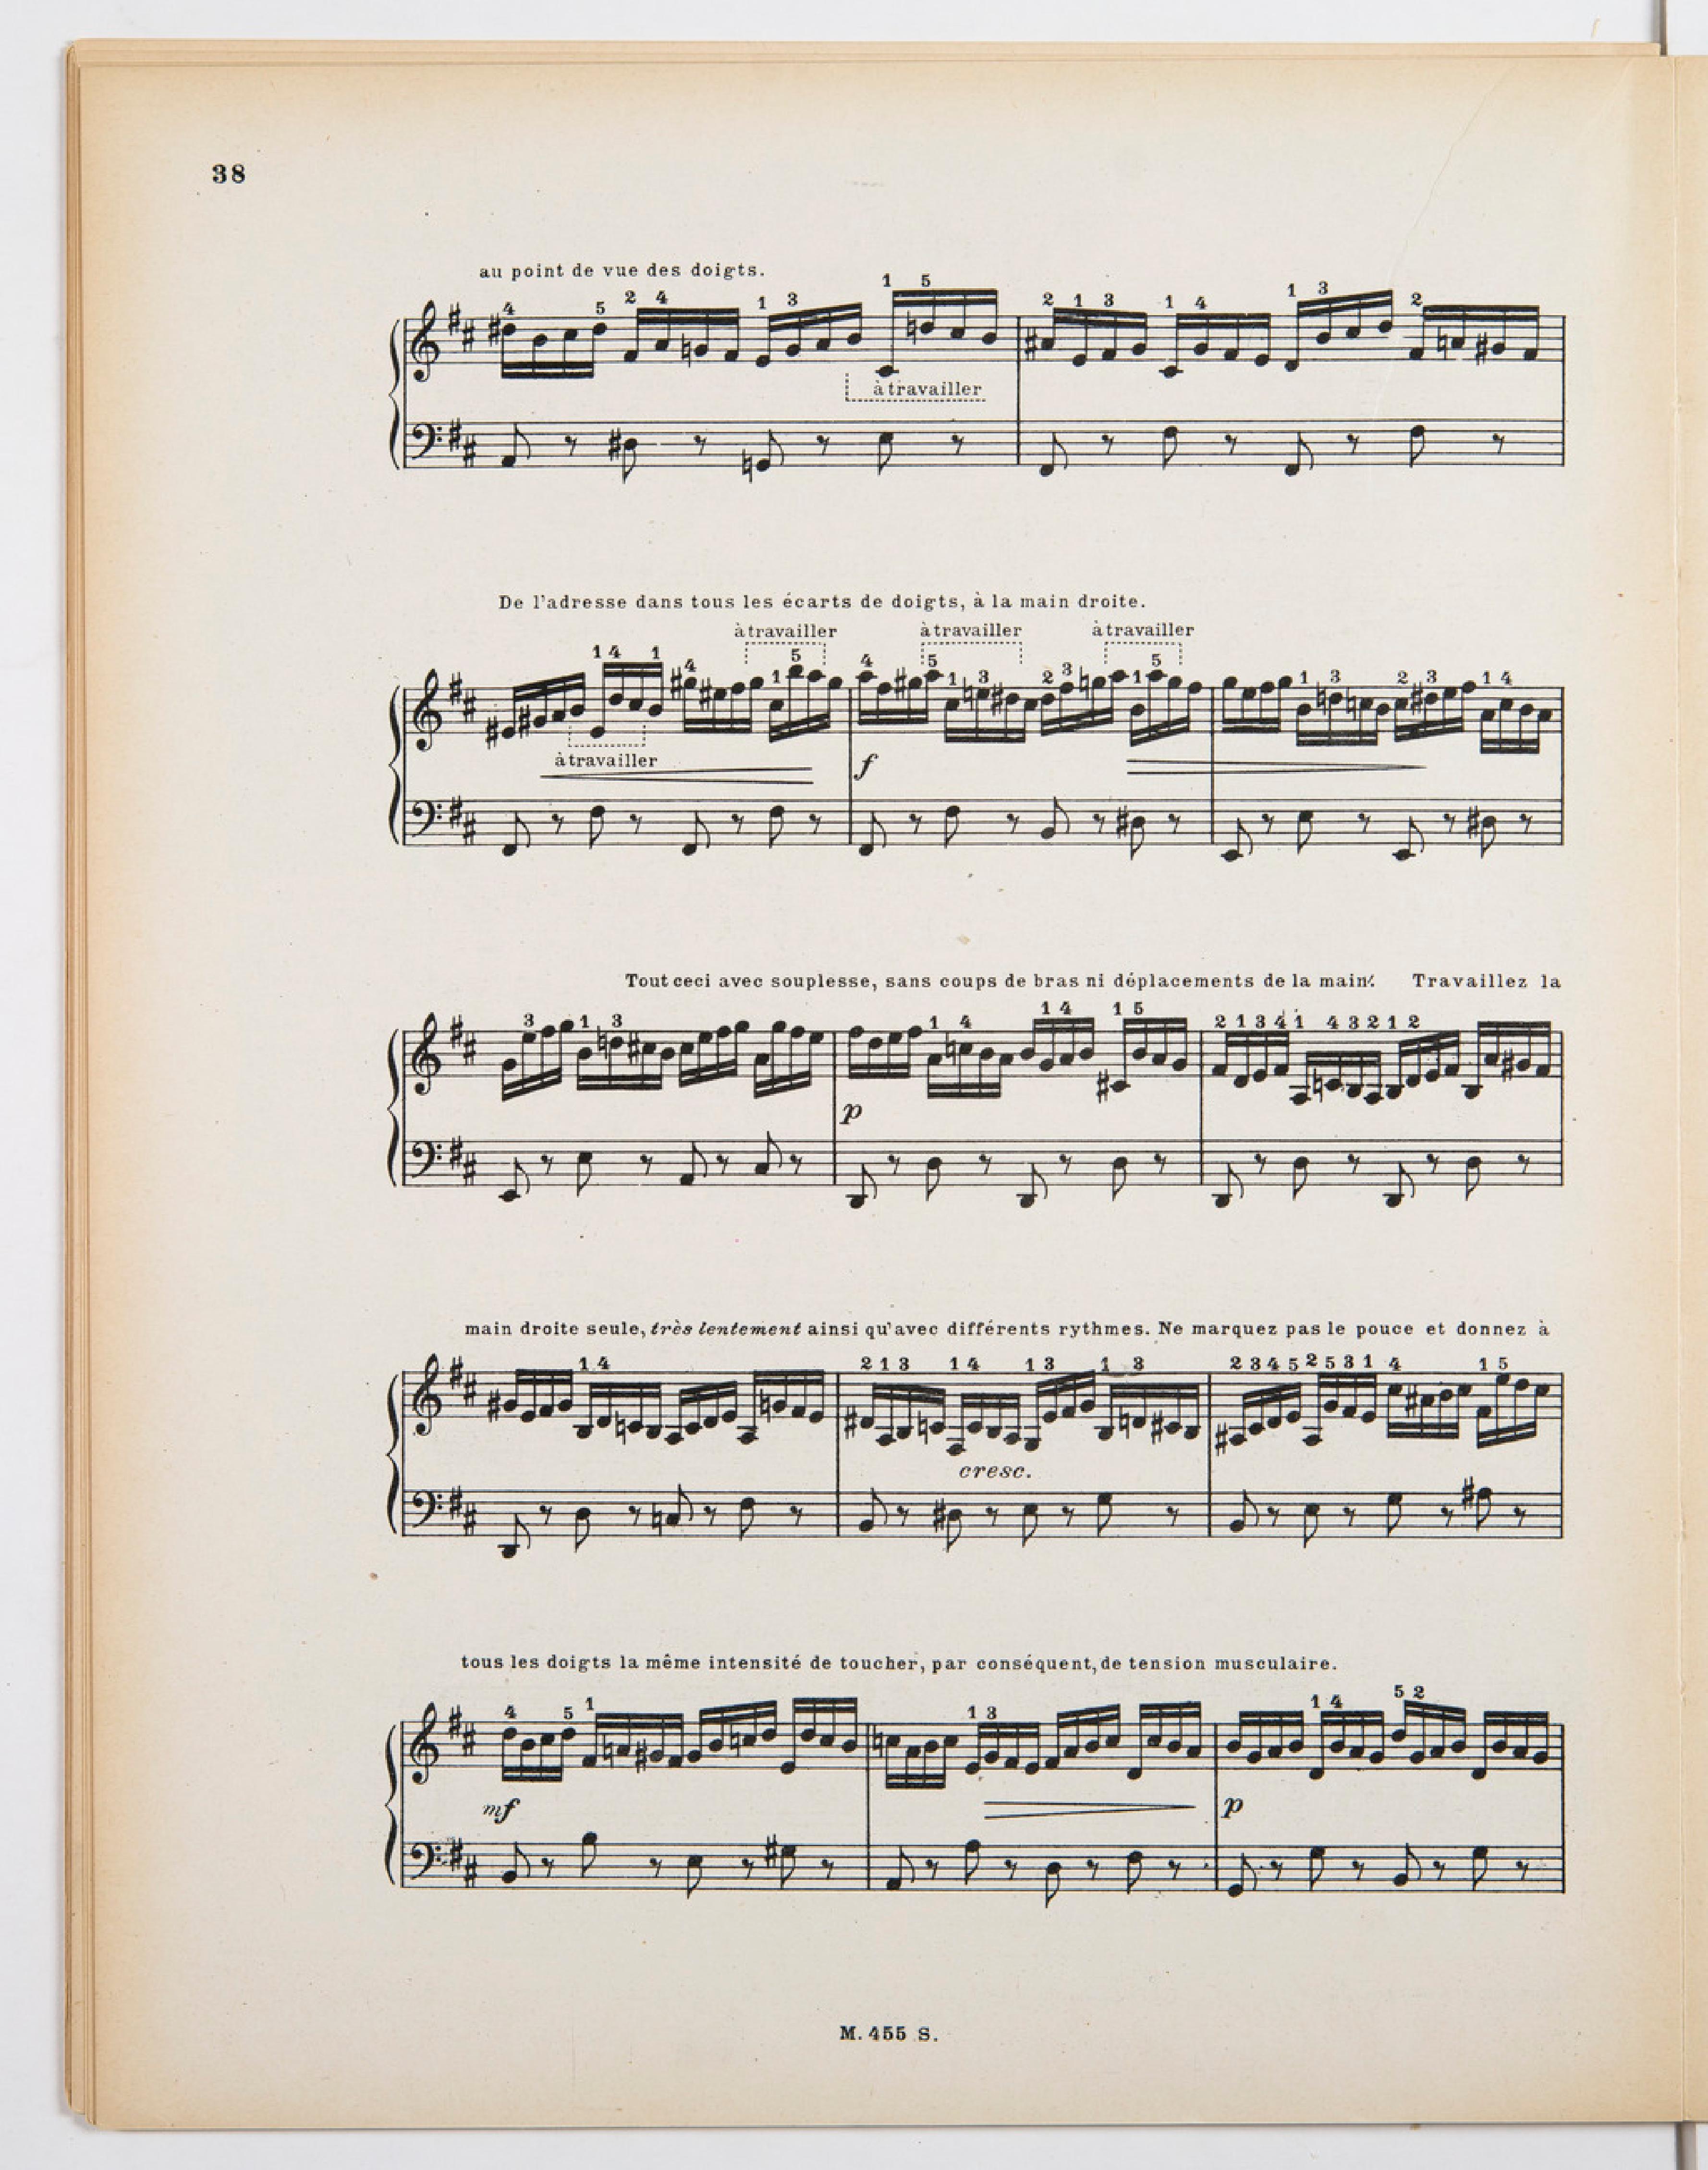 38
au point de vue des doigts.
4 5 2 4 1 3 1 5 2 1 3 1 4 1 3 2
à travailler
De l'adresse dans tous les écarts de doigts, à la main droite.
à travailler à travailler à travailler
1 4 1 4 1 5 4 5 1 3 2 3 1 5 1 3 2 3 1 4
à travailler
f
Tout ceci avec souplesse, sans coups de bras ni déplacements de la main. Travaillez la
3 1 3 1 4 1 4 1 5 2 1 3 4 1 4 3 2 1 2
p
main droite seule, très lentement ainsi qu'avec différents rythmes. Ne marquez pas le pouce et donnez à
1 4 2 1 3 1 4 1 3 1 3 2 3 4 5 2 5 3 1 4 1 5
cresc.
tous les doigts la même intensité de toucher, par conséquent, de tension musculaire.
4 5 1 1 3 1 4 5 2
mf p
M. 455 S.